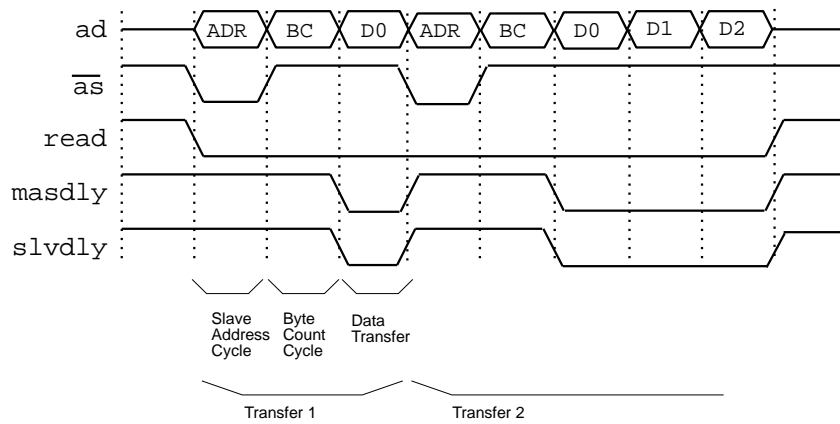 ad ADR BC D0 ADR BC D0 D1 D2
as
read
masdly
slvdly
Slave Address Cycle
Byte Count Cycle
Data Transfer
Transfer 1
Transfer 2